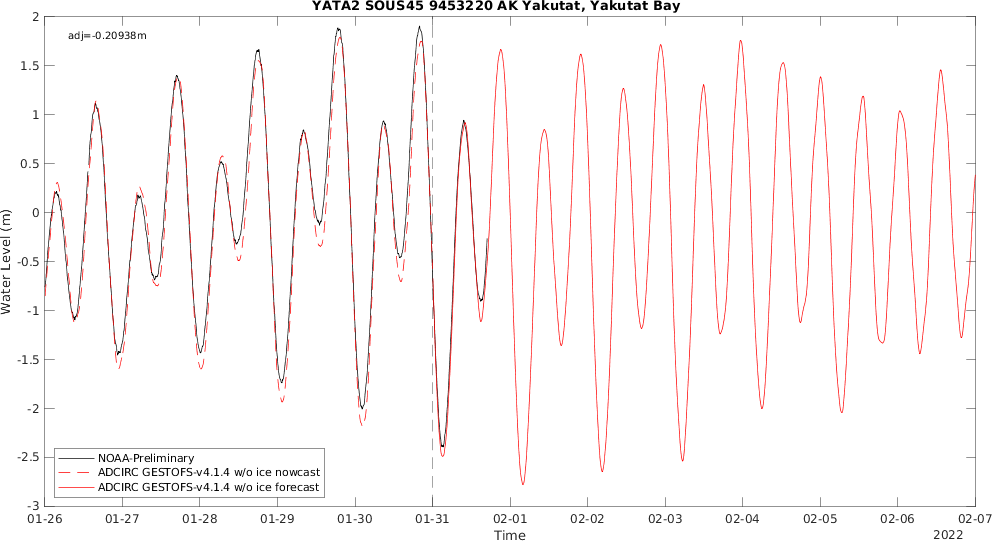 YATA2 SOUS45 9453220 AK Yakutat, Yakutat Bay
adj=-0.20938m
2
1.5
1
0.5
0
-0.5
-1
-1.5
-2
-2.5
-3
Water Level (m)
NOAA-Preliminary
ADCIRC GESTOFS-v4.1.4 w/o ice nowcast
ADCIRC GESTOFS-v4.1.4 w/o ice forecast
01-26 01-27 01-28 01-29 01-30 01-31 02-01 02-02 02-03 02-04 02-05 02-06 02-07
Time
2022